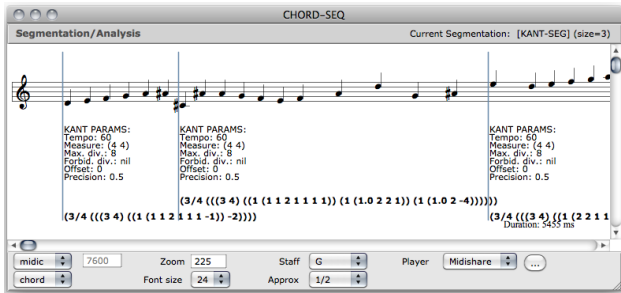 CHORD-SEQ
Segmentation/Analysis
Current Segmentation: [KANT-SEG] (size=3)
KANT PARAMS:
Tempo: 60
Measure: (4 4)
Max. div.: 8
Forbid. div.: nil
Offset: 0
Precision: 0.5
KANT PARAMS:
Tempo: 60
Measure: (4 4)
Max. div.: 8
Forbid. div.: nil
Offset: 0
Precision: 0.5
KANT PARAMS:
Tempo: 60
Measure: (4 4)
Max. div.: 8
Forbid. div.: nil
Offset: 0
Precision: 0.5
(3/4 (((3 4) ((1 (1 1 2 1 1 1 1)) (1 (1.0 2 2 1)) (1 (1.0 2 -4))))))
(3/4 (((3 4) ((1 (1 1 2 1 1 1 -1)) -2))))
(3/4 (((3 4) ((1 (2 2 1 1
Duration: 5455 ms
midic 7600 Zoom 225 Staff G Player Midishare ...
chord Font size 24 Approx 1/2